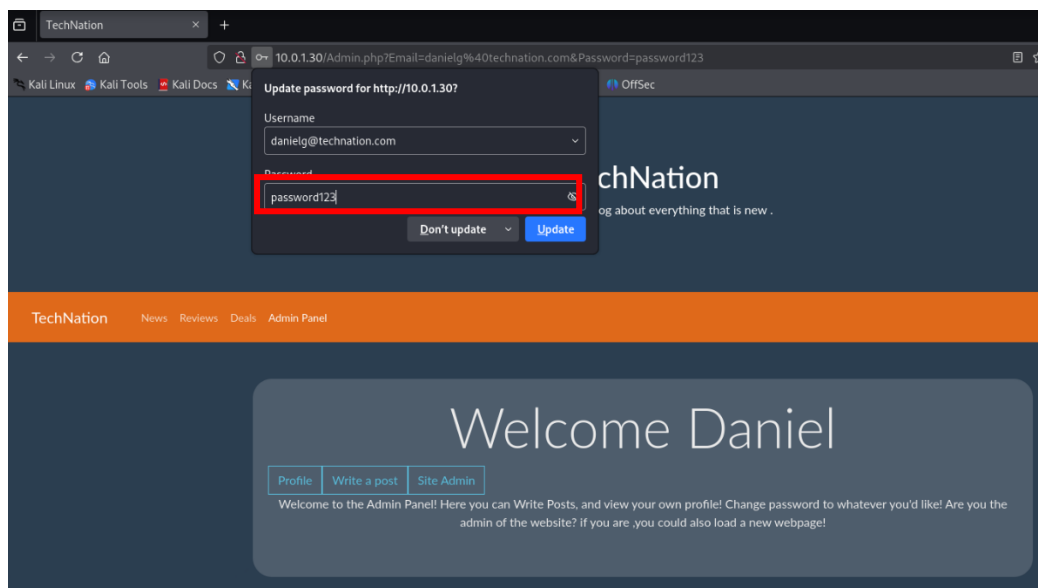 TechNation
10.0.1.30/Admin.php?Email=danielg%40technation.com&Password=password123
Kali Linux Kali Tools Kali Docs OffSec
Update password for http://10.0.1.30?
Username
danielg@technation.com
Password
password123
Don't update Update
chNation
og about everything that is new .
TechNation News Reviews Deals Admin Panel
Welcome Daniel
Profile Write a post Site Admin
Welcome to the Admin Panel! Here you can Write Posts, and view your own profile! Change password to whatever you'd like! Are you the
admin of the website? if you are ,you could also load a new webpage!